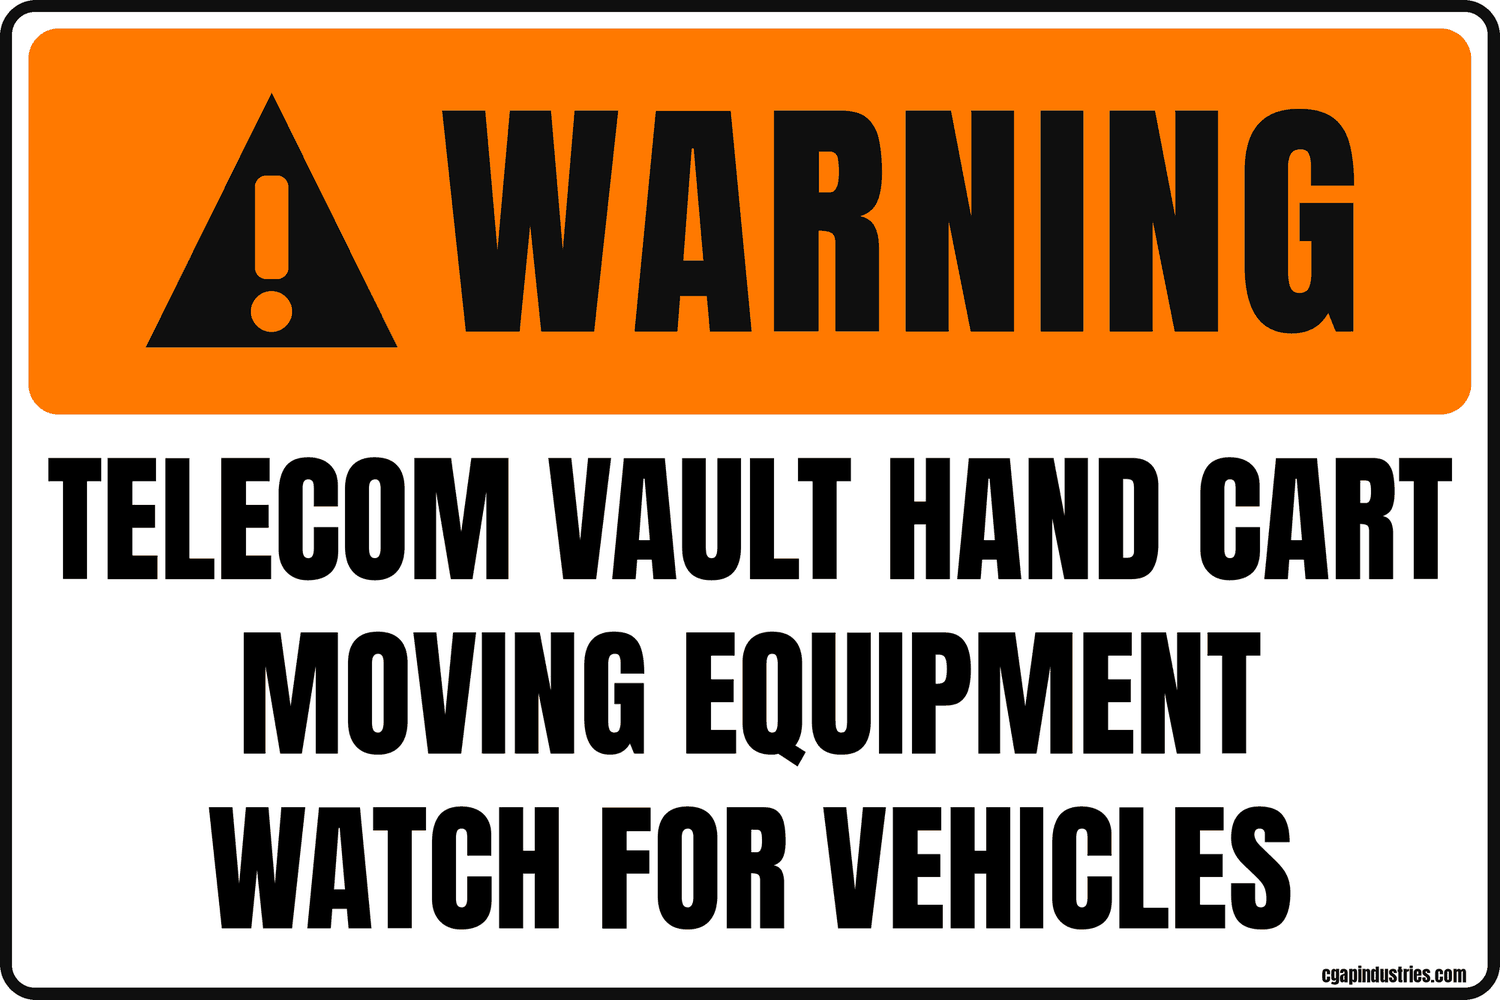 WARNING
TELECOM VAULT HAND CART
MOVING EQUIPMENT
WATCH FOR VEHICLES
cgapindustries.com